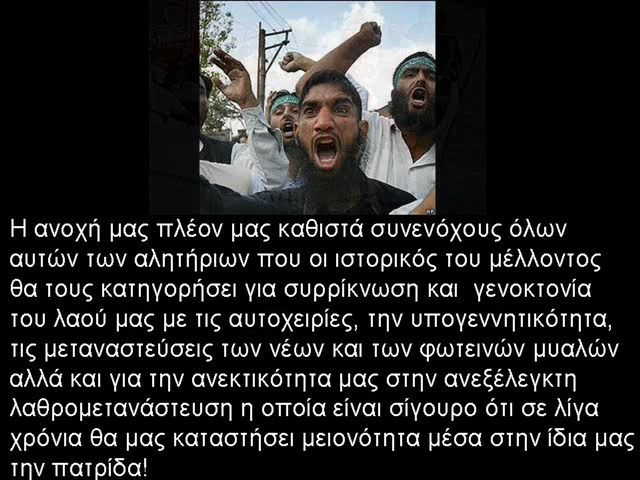 Η ανοχή μας πλέον μας καθιστά συνενόχους όλων
αυτών των αλητήριων που οι ιστορικός του μέλλοντος
θα τους κατηγορήσει για συρρίκνωση και γενοκτονία
του λαού μας με τις αυτοχειρίες, την υπογεννητικότητα,
τις μεταναστεύσεις των νέων και των φωτεινών μυαλών
αλλά και για την ανεκτικότητα μας στην ανεξέλεγκτη
λαθρομετανάστευση η οποία είναι σίγουρο ότι σε λίγα
χρόνια θα μας καταστήσει μειονότητα μέσα στην ίδια μας
την πατρίδα!